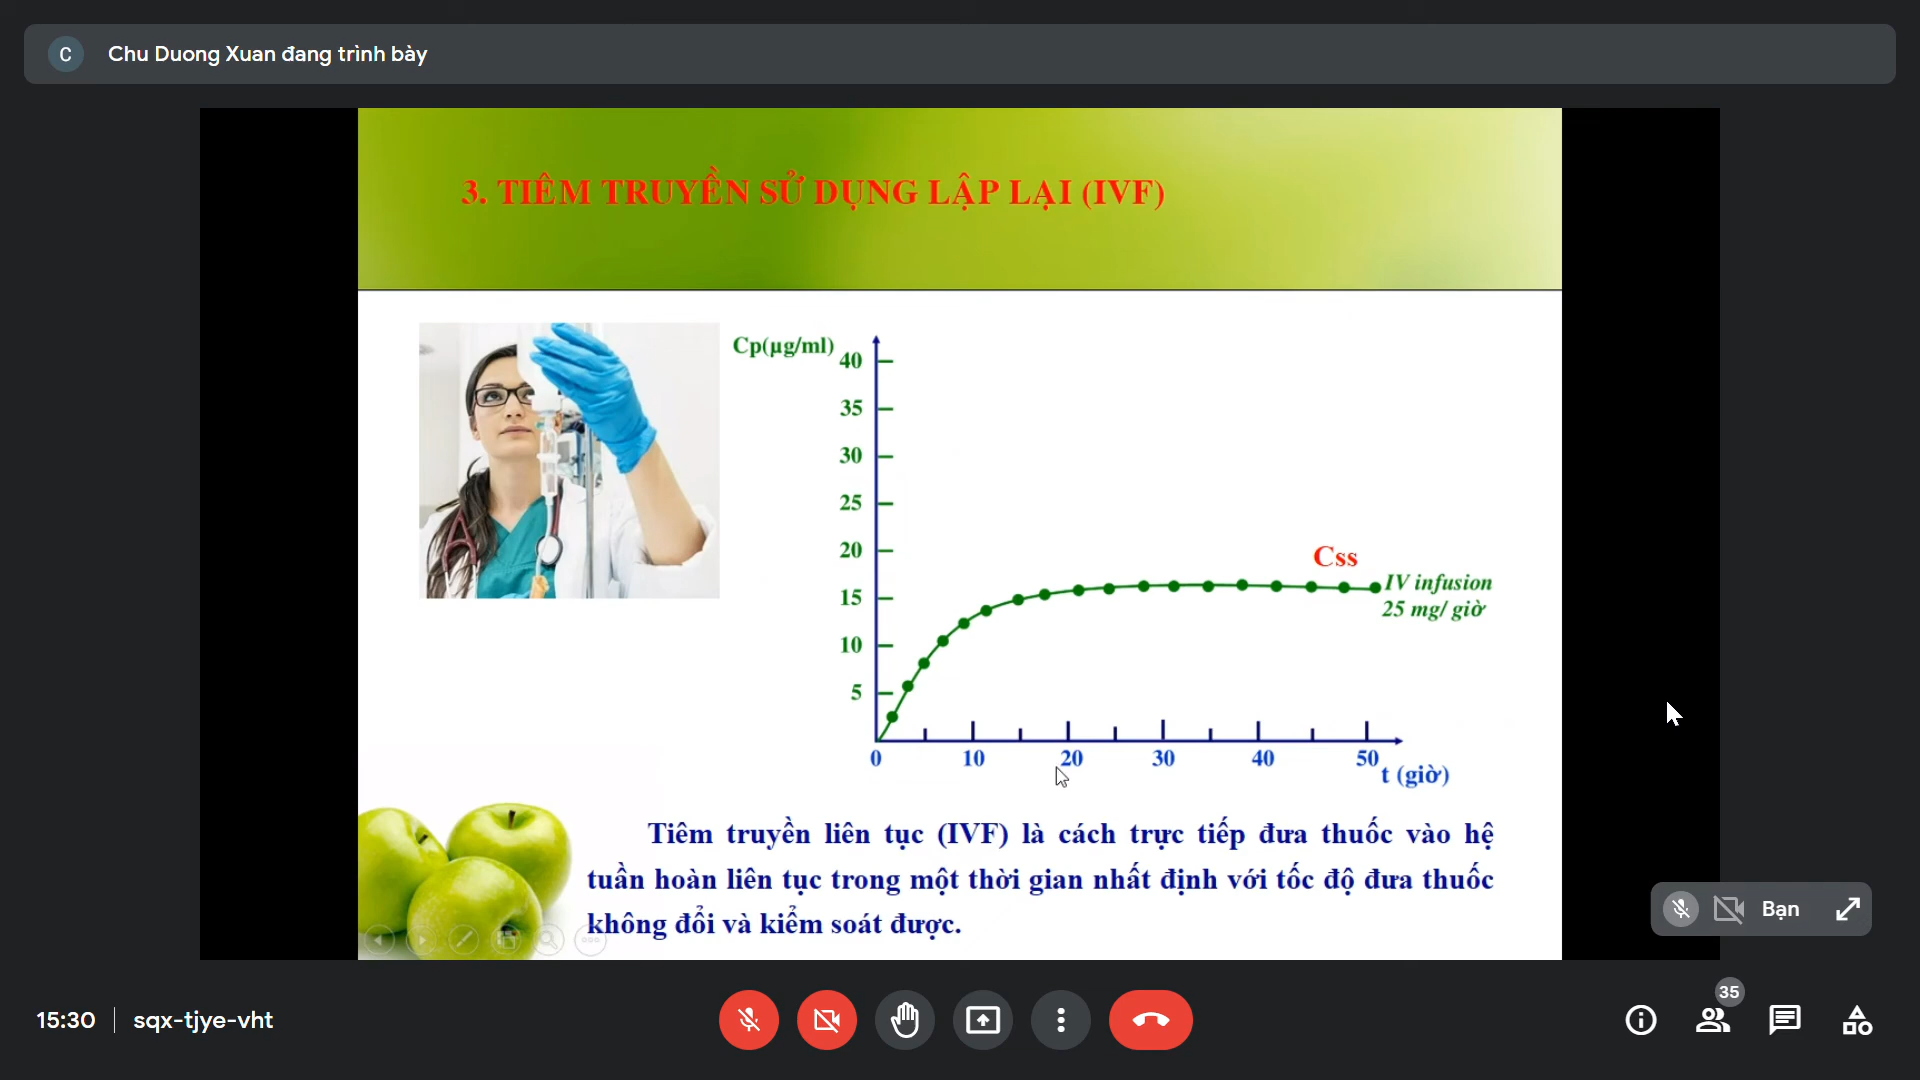 C Chu Duong Xuan đang trình bày
3. TIÊM TRUYỀN SỬ DỤNG LẬP LẠI (IVF)
Cp(µg/ml)
40
35
30
25
20
15
10
5
Css
IV infusion
25 mg/ giờ
0 10 20 30 40 50
t (giờ)
Tiêm truyền liên tục (IVF) là cách trực tiếp đưa thuốc vào hệ
tuần hoàn liên tục trong một thời gian nhất định với tốc độ đưa thuốc
không đổi và kiểm soát được.
Bạn
15:30 sqx-tjye-vht
35